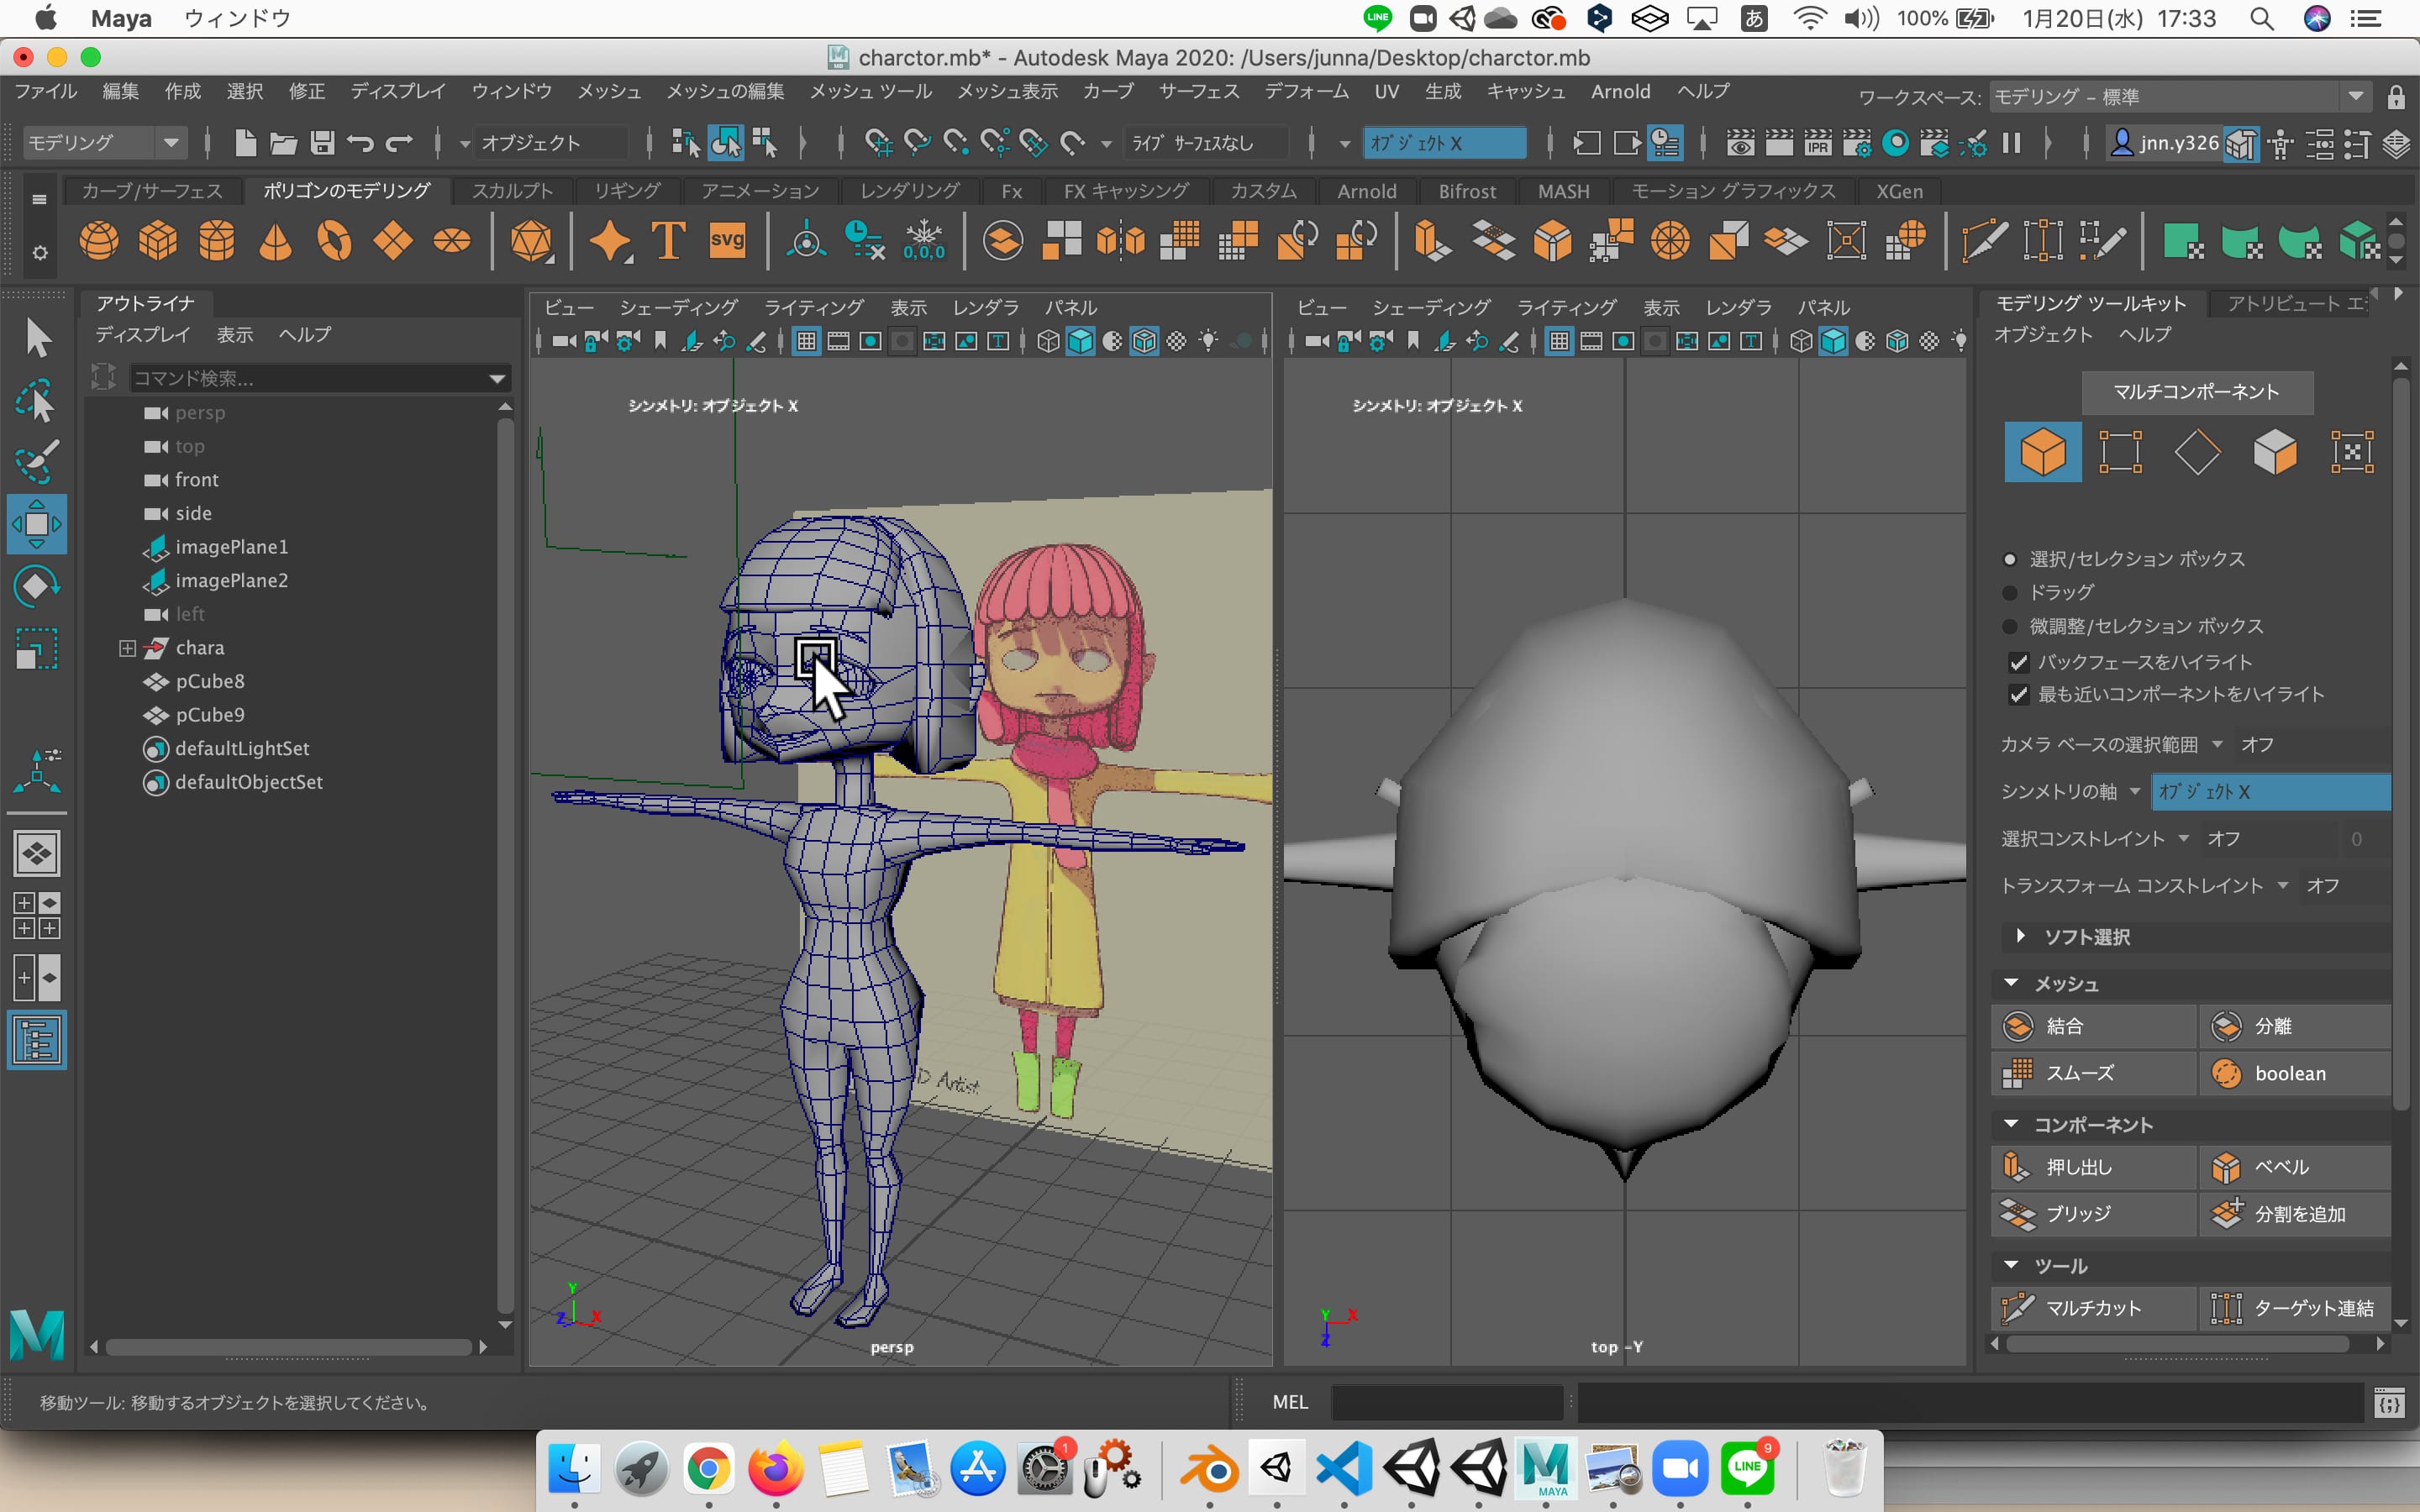 Maya ウィンドウ
100% 1月20日(水) 17:33
charctor.mb* - Autodesk Maya 2020: /Users/junna/Desktop/charctor.mb
ファイル 編集 作成 選択 修正 ディスプレイ ウィンドウ メッシュ メッシュの編集 メッシュ ツール メッシュ表示 カーブ サーフェス デフォーム UV 生成 キャッシュ Arnold ヘルプ
ワークスペース: モデリング – 標準
モデリング オブジェクト ライブ サーフェスなし オブジェクト X IPR jnn.y326
カーブ/サーフェス ポリゴンのモデリング スカルプト リギング アニメーション レンダリング Fx FX キャッシング カスタム Arnold Bifrost MASH モーション グラフィックス XGen
T svg 0,0,0
アウトライナ
ディスプレイ 表示 ヘルプ
コマンド検索...
persp
top
front
side
imagePlane1
imagePlane2
left
chara
pCube8
pCube9
defaultLightSet
defaultObjectSet
ビュー シェーディング ライティング 表示 レンダラ パネル
シンメトリ: オブジェクト X
D Artist
Y
Z X
persp
ビュー シェーディング ライティング 表示 レンダラ パネル
シンメトリ: オブジェクト X
Y X
Z
top -Y
モデリング ツールキット アトリビュート エ
オブジェクト ヘルプ
マルチコンポーネント
選択/セレクション ボックス
ドラッグ
微調整/セレクション ボックス
バックフェースをハイライト
最も近いコンポーネントをハイライト
カメラ ベースの選択範囲 オフ
シンメトリの軸 オブジェクト X
選択コンストレイント オフ 0
トランスフォーム コンストレイント オフ
ソフト選択
メッシュ
結合 分離
スムーズ boolean
コンポーネント
押し出し ベベル
ブリッジ 分割を追加
ツール
マルチカット ターゲット連結
移動ツール: 移動するオブジェクトを選択してください。
MEL
1
MAYA
LINE
9